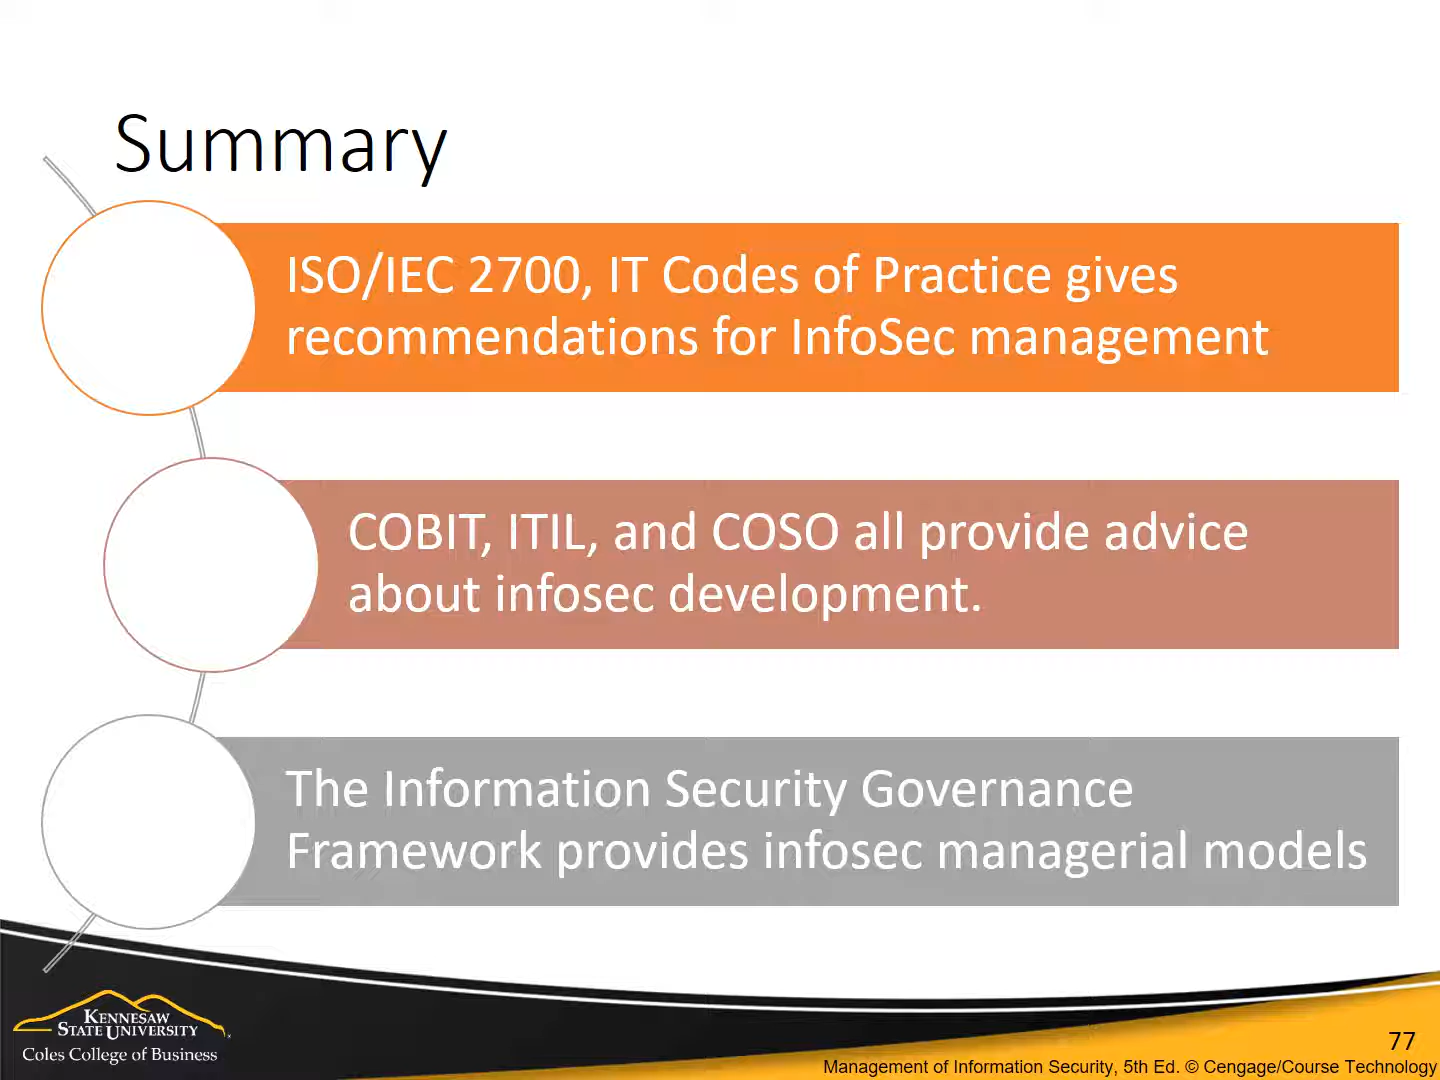 Summary
ISO/IEC 2700, IT Codes of Practice gives
recommendations for InfoSec management
COBIT, ITIL, and COSO all provide advice
about infosec development.
The Information Security Governance
Framework provides infosec managerial models
KENNESAW
STATE UNIVERSITY
Coles College of Business
77
Management of Information Security, 5th Ed. © Cengage/Course Technology